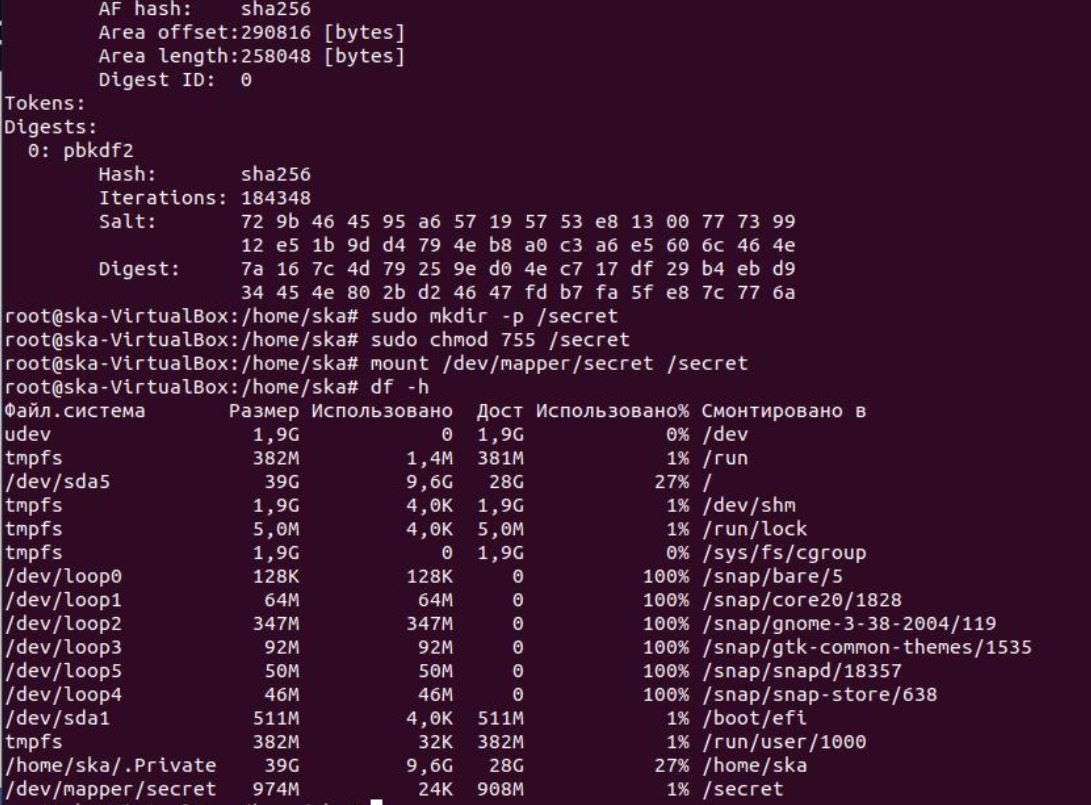 AF hash:    sha256
Area offset:290816 [bytes]
Area length:258048 [bytes]
Digest ID:  0
Tokens:
Digests:
0: pbkdf2
Hash:       sha256
Iterations: 184348
Salt:       72 9b 46 45 95 a6 57 19 57 53 e8 13 00 77 73 99
12 e5 1b 9d d4 79 4e b8 a0 c3 a6 e5 60 6c 46 4e
Digest:     7a 16 7c 4d 79 25 9e d0 4e c7 17 df 29 b4 eb d9
34 45 4e 80 2b d2 46 47 fd b7 fa 5f e8 7c 77 6a
root@ska-VirtualBox:/home/ska# sudo mkdir -p /secret
root@ska-VirtualBox:/home/ska# sudo chmod 755 /secret
root@ska-VirtualBox:/home/ska# mount /dev/mapper/secret /secret
root@ska-VirtualBox:/home/ska# df -h
Файл.система       Размер Использовано  Дост Использовано% Смонтировано в
udev                 1,9G            0  1,9G            0% /dev
tmpfs                382M         1,4M  381M            1% /run
/dev/sda5             39G         9,6G   28G           27% /
tmpfs                1,9G         4,0K  1,9G            1% /dev/shm
tmpfs                5,0M         4,0K  5,0M            1% /run/lock
tmpfs                1,9G            0  1,9G            0% /sys/fs/cgroup
/dev/loop0           128K         128K     0          100% /snap/bare/5
/dev/loop1            64M          64M     0          100% /snap/core20/1828
/dev/loop2           347M         347M     0          100% /snap/gnome-3-38-2004/119
/dev/loop3            92M          92M     0          100% /snap/gtk-common-themes/1535
/dev/loop5            50M          50M     0          100% /snap/snapd/18357
/dev/loop4            46M          46M     0          100% /snap/snap-store/638
/dev/sda1            511M         4,0K  511M            1% /boot/efi
tmpfs                382M          32K  382M            1% /run/user/1000
/home/ska/.Private    39G         9,6G   28G           27% /home/ska
/dev/mapper/secret   974M          24K  908M            1% /secret